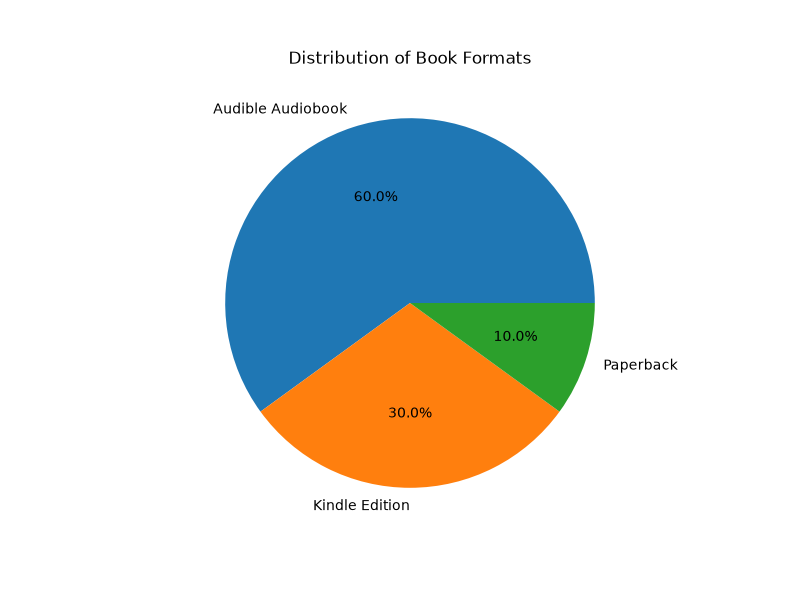 Distribution of Book Formats
Audible Audiobook
60.0%
10.0%
Paperback
30.0%
Kindle Edition